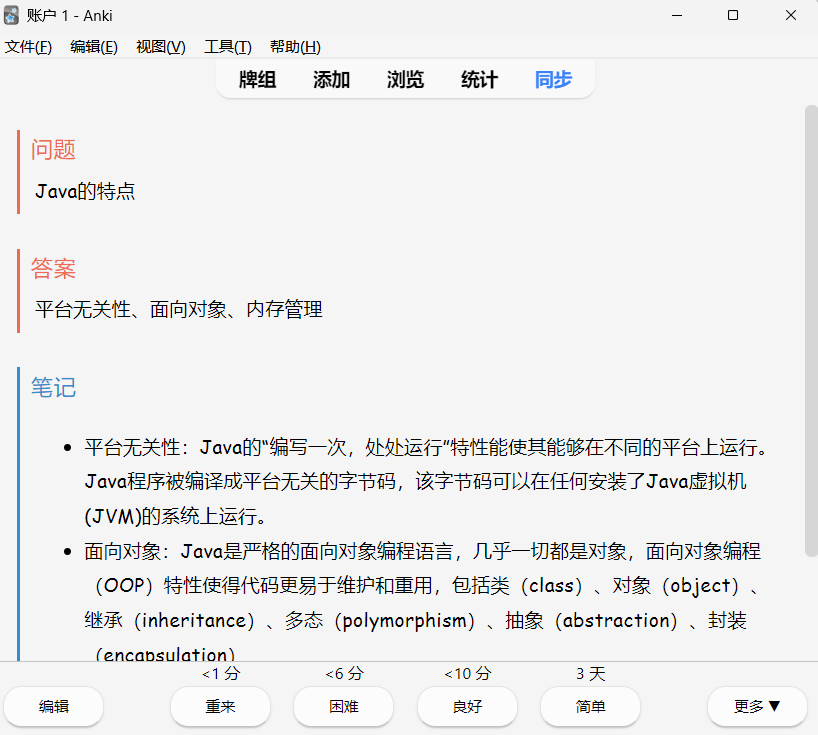 账户 1 - Anki
文件(F) 编辑(E) 视图(V) 工具(T) 帮助(H)
牌组 添加 浏览 统计 同步
问题
Java的特点
答案
平台无关性、面向对象、内存管理
笔记
平台无关性：Java的“编写一次，处处运行”特性能使其能够在不同的平台上运行。
Java程序被编译成平台无关的字节码，该字节码可以在任何安装了Java虚拟机
(JVM)的系统上运行。
面向对象：Java是严格的面向对象编程语言，几乎一切都是对象，面向对象编程
（OOP）特性使得代码更易于维护和重用，包括类（class）、对象（object）、
继承（inheritance）、多态（polymorphism）、抽象（abstraction）、封装
（encapsulation）
<1 分 <6 分 <10 分 3 天
编辑 重来 困难 良好 简单 更多 ▼